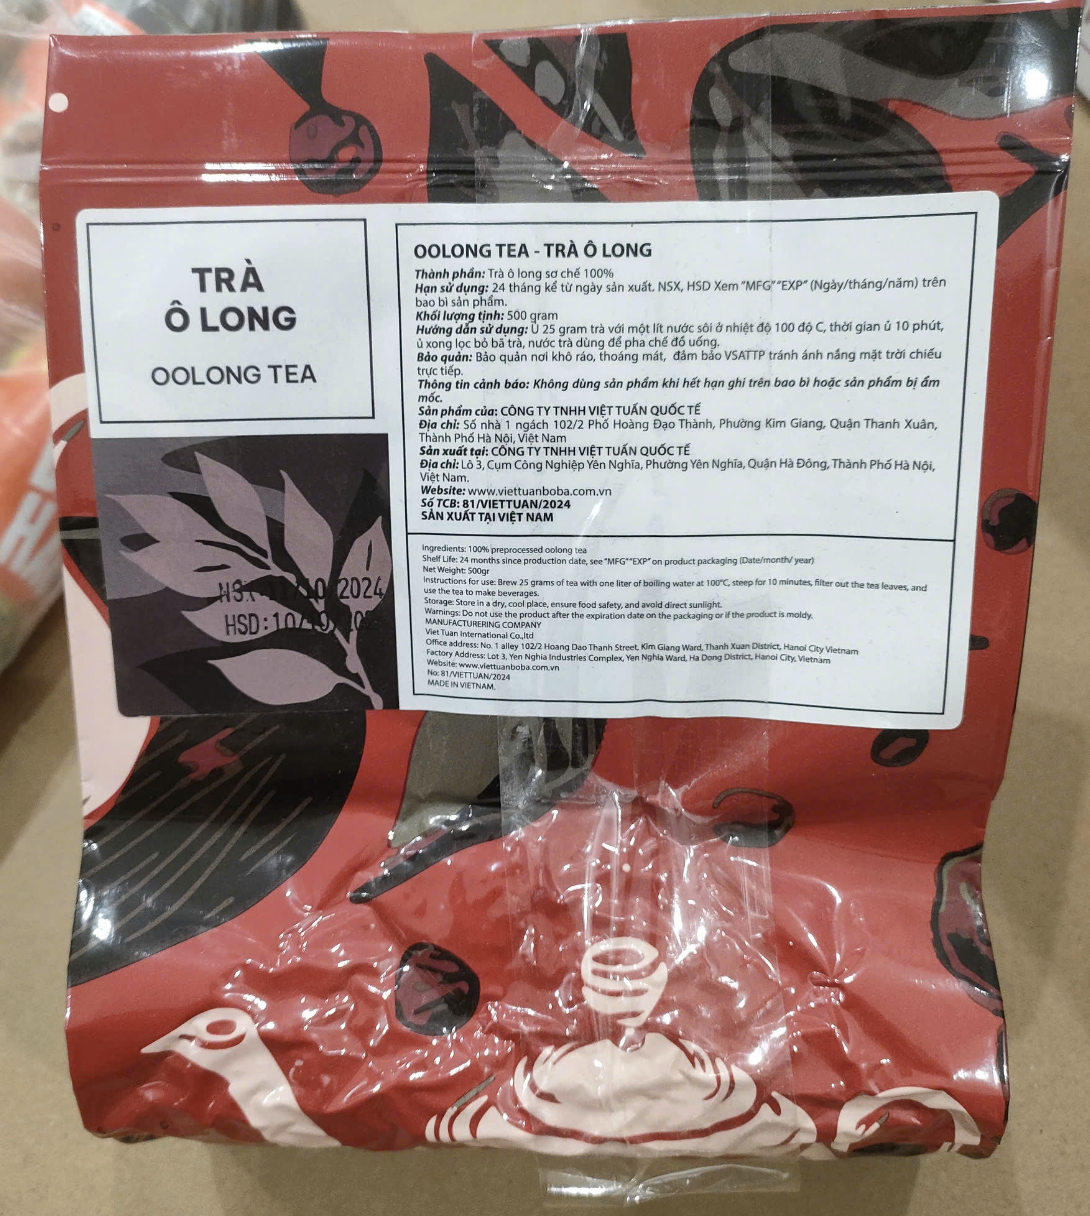 TRÀ
Ô LONG
OOLONG TEA
OOLONG TEA - TRÀ Ô LONG
Thành phần: Trà ô long sơ chế 100%
Hạn sử dụng: 24 tháng kể từ ngày sản xuất. NSX, HSD Xem "MFG""EXP" (Ngày/tháng/năm) trên
bao bì sản phẩm.
Khối lượng tịnh: 500 gram
Hướng dẫn sử dụng: Ủ 25 gram trà với một lít nước sôi ở nhiệt độ 100 độ C, thời gian ủ 10 phút,
ủ xong lọc bỏ bã trà, nước trà dùng để pha chế đồ uống.
Bảo quản: Bảo quản nơi khô ráo, thoáng mát, đảm bảo VSATTP tránh ánh nắng mặt trời chiếu
trực tiếp.
Thông tin cảnh báo: Không dùng sản phẩm khi hết hạn ghi trên bao bì hoặc sản phẩm bị ẩm
mốc.
Sản phẩm của: CÔNG TY TNHH VIỆT TUẤN QUỐC TẾ
Địa chỉ: Số nhà 1 ngách 102/2 Phố Hoàng Đạo Thành, Phường Kim Giang, Quận Thanh Xuân,
Thành Phố Hà Nội, Việt Nam
Sản xuất tại: CÔNG TY TNHH VIỆT TUẤN QUỐC TẾ
Địa chỉ: Lô 3, Cụm Công Nghiệp Yên Nghĩa, Phường Yên Nghĩa, Quận Hà Đông, Thành Phố Hà Nội,
Việt Nam.
Website: www.viettuanboba.com.vn
Số TCB: 81/VIETTUAN/2024
SẢN XUẤT TẠI VIỆT NAM
Ingredients: 100% preprocessed oolong tea
Shelf Life: 24 months since production date, see "MFG""EXP" on product packaging (Date/month/ year)
Net Weight: 500gr
Instructions for use: Brew 25 grams of tea with one liter of boiling water at 100°C, steep for 10 minutes, filter out the tea leaves, and
use the tea to make beverages.
Storage: Store in a dry, cool place, ensure food safety, and avoid direct sunlight.
Warnings: Do not use the product after the expiration date on the packaging or if the product is moldy.
MANUFACTURERING COMPANY
Viet Tuan International Co.,ltd
Office address: No. 1 alley 102/2 Hoang Dao Thanh Street, Kim Giang Ward, Thanh Xuan District, Hanoi City Vietnam
Factory Address: Lot 3, Yen Nghia Industries Complex, Yen Nghia Ward, Ha Dong District, Hanoi City, Vietnam
Website: www.viettuanboba.com.vn
No: 81/VIETTUAN/2024
MADE IN VIETNAM.
NSX: 11/10/2024
HSD: